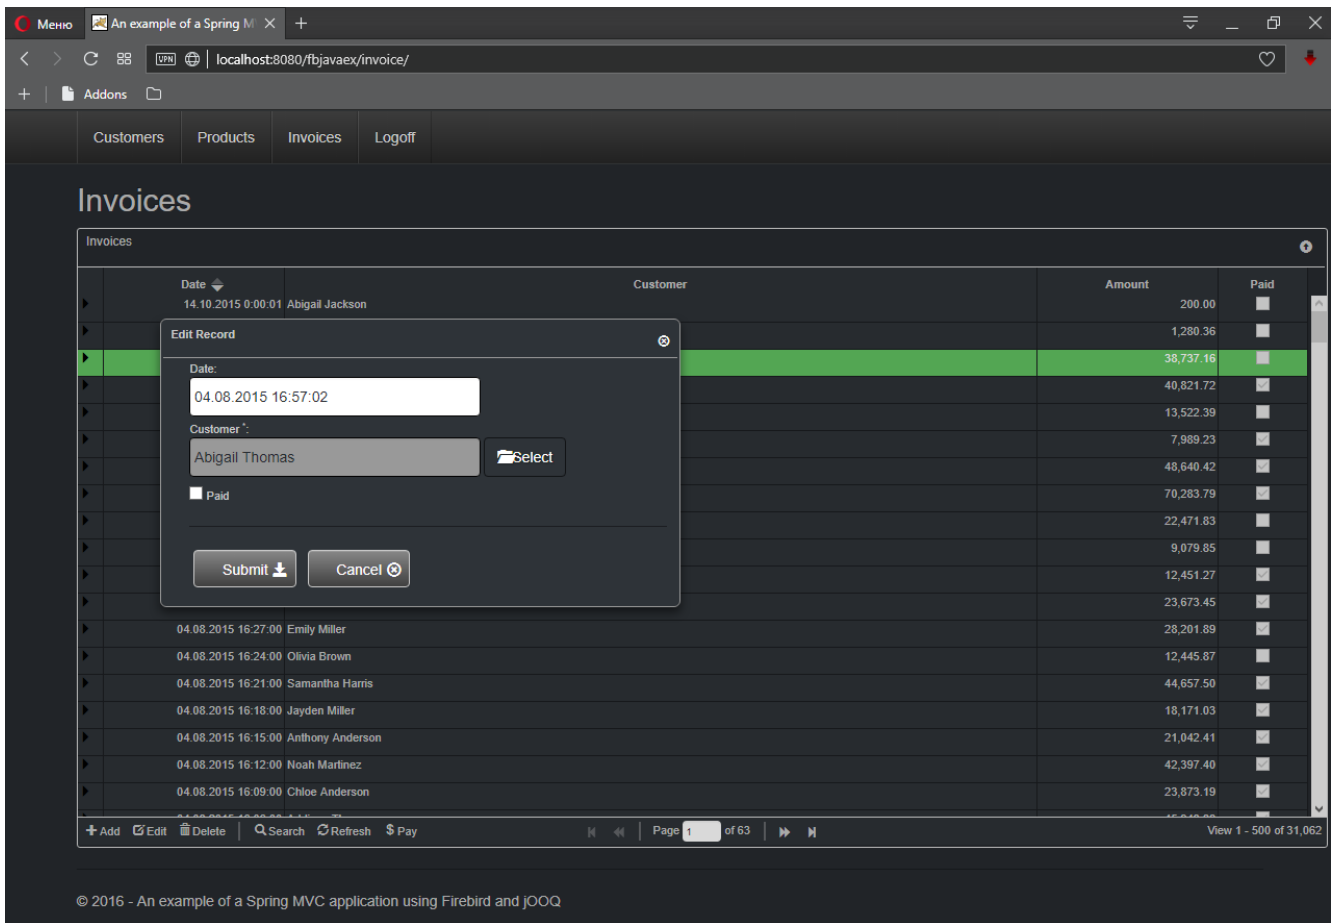 Меню An example of a Spring M
VPN localhost:8080/fbjavaex/invoice/
Addons
Customers Products Invoices Logoff
Invoices
Invoices
Date Customer Amount Paid
14.10.2015 0:00:01 Abigail Jackson 200.00
1,280.36
38,737.16
40,821.72
13,522.39
7,989.23
48,640.42
70,283.79
22,471.83
9,079.85
12,451.27
23,673.45
Edit Record
Date:
04.08.2015 16:57:02
Customer *:
Abigail Thomas Select
Paid
Submit Cancel
04.08.2015 16:27:00 Emily Miller 28,201.89
04.08.2015 16:24:00 Olivia Brown 12,445.87
04.08.2015 16:21:00 Samantha Harris 44,657.50
04.08.2015 16:18:00 Jayden Miller 18,171.03
04.08.2015 16:15:00 Anthony Anderson 21,042.41
04.08.2015 16:12:00 Noah Martinez 42,397.40
04.08.2015 16:09:00 Chloe Anderson 23,873.19
Add Edit Delete Search Refresh $ Pay Page 1 of 63 View 1 - 500 of 31,062
© 2016 - An example of a Spring MVC application using Firebird and jOOQ